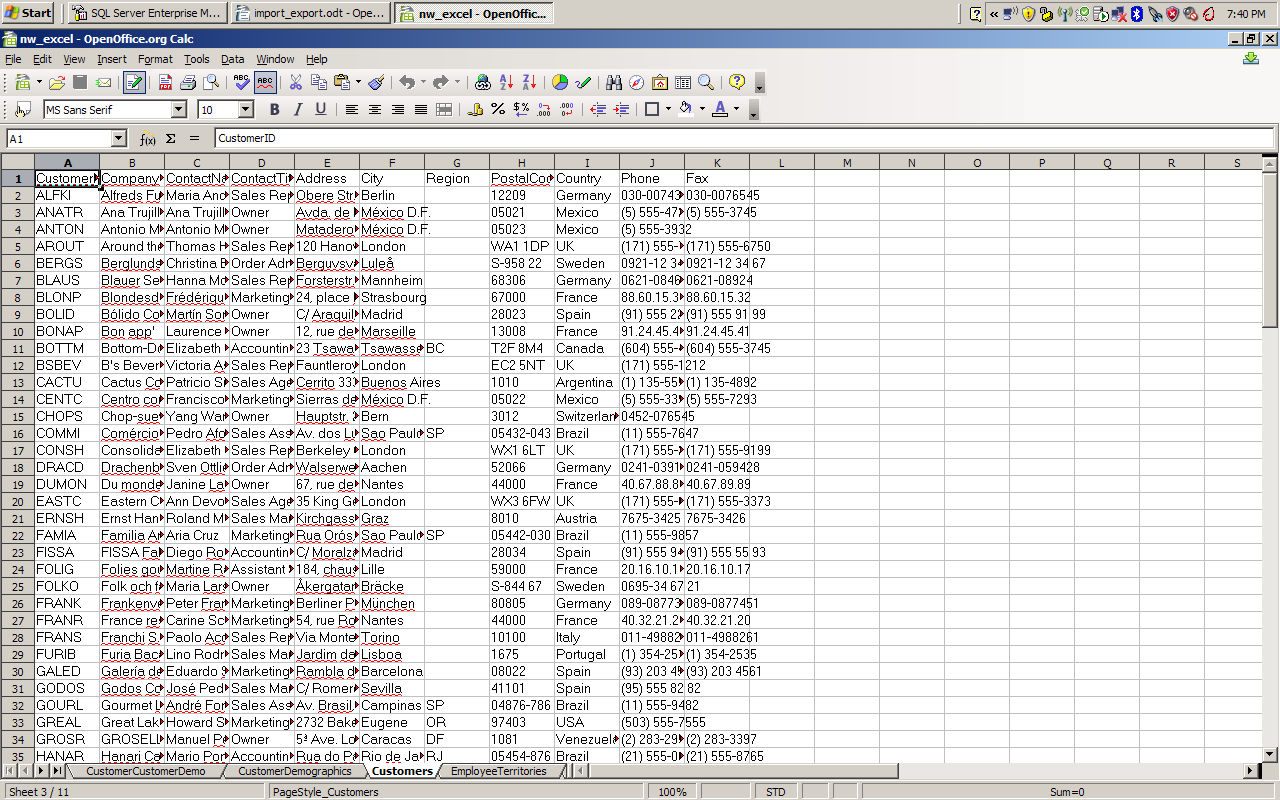 Start SQL Server Enterprise M... import_export.odt - Ope... nw_excel - OpenOffic... 7:40 PM
nw_excel - OpenOffice.org Calc
File Edit View Insert Format Tools Data Window Help
MS Sans Serif 10 B I U
A1 f(x) Σ = CustomerID
A B C D E F G H I J K L M N O P Q R S
1 Customer Company ContactNa ContactTi Address City Region PostalCo Country Phone Fax
2 ALFKI Alfreds Fu Maria And Sales Rep Obere Str Berlin 12209 Germany 030-00743 030-0076545
3 ANATR Ana Trujill Ana Trujill Owner Avda. de México D.F. 05021 Mexico (5) 555-47 (5) 555-3745
4 ANTON Antonio M Antonio M Owner Matadero México D.F. 05023 Mexico (5) 555-3932
5 AROUT Around the Thomas H Sales Rep 120 Hano London WA1 1DP UK (171) 555- (171) 555-6750
6 BERGS Berglunds Christina B Order Adr Berguvsv Luleå S-958 22 Sweden 0921-12 3 0921-12 34 67
7 BLAUS Blauer Se Hanna Mo Sales Rep Forsterstr Mannheim 68306 Germany 0621-0846 0621-08924
8 BLONP Blondesd Frédériqu Marketing 24, place Strasbourg 67000 France 88.60.15.3 88.60.15.32
9 BOLID Bólido Co Martín Sor Owner C/ Araquil Madrid 28023 Spain (91) 555 2 (91) 555 91 99
10 BONAP Bon app' Laurence Owner 12, rue de Marseille 13008 France 91.24.45.4 91.24.45.41
11 BOTTM Bottom-Do Elizabeth Accountin 23 Tsawa Tsawasse BC T2F 8M4 Canada (604) 555- (604) 555-3745
12 BSBEV B's Bever Victoria A Sales Rep Fauntleroy London EC2 5NT UK (171) 555-1212
13 CACTU Cactus Co Patricio S Sales Age Cerrito 33 Buenos Aires 1010 Argentina (1) 135-55 (1) 135-4892
14 CENTC Centro co Francisco Marketing Sierras de México D.F. 05022 Mexico (5) 555-33 (5) 555-7293
15 CHOPS Chop-sue Yang War Owner Hauptstr. Bern 3012 Switzerlan 0452-076545
16 COMMI Comércio Pedro Afo Sales Ass Av. dos Lu Sao Paulo SP 05432-043 Brazil (11) 555-7647
17 CONSH Consolida Elizabeth Sales Rep Berkeley London WX1 6LT UK (171) 555- (171) 555-9199
18 DRACD Drachenb Sven Ottli Order Adr Walserwe Aachen 52066 Germany 0241-0391 0241-059428
19 DUMON Du monde Janine La Owner 67, rue de Nantes 44000 France 40.67.88.8 40.67.89.89
20 EASTC Eastern C Ann Devo Sales Age 35 King Ge London WX3 6FW UK (171) 555- (171) 555-3373
21 ERNSH Ernst Han Roland M Sales Ma Kirchgass Graz 8010 Austria 7675-3425 7675-3426
22 FAMIA Familia Ar Aria Cruz Marketing Rua Orós Sao Paulo SP 05442-030 Brazil (11) 555-9857
23 FISSA FISSA Fa Diego Ro Accountin C/ Moralz Madrid 28034 Spain (91) 555 9 (91) 555 55 93
24 FOLIG Folies gou Martine R Assistant 184, chau Lille 59000 France 20.16.10.1 20.16.10.17
25 FOLKO Folk och f Maria Lar Owner Åkergatar Bräcke S-844 67 Sweden 0695-34 67 21
26 FRANK Frankenv Peter Fran Marketing Berliner P München 80805 Germany 089-08773 089-0877451
27 FRANR France re Carine Sc Marketing 54, rue Ro Nantes 44000 France 40.32.21.2 40.32.21.20
28 FRANS Franchi S. Paolo Acc Sales Rep Via Monte Torino 10100 Italy 011-49882 011-4988261
29 FURIB Furia Bac Lino Rodr Sales Ma Jardim da Lisboa 1675 Portugal (1) 354-25 (1) 354-2535
30 GALED Galería de Eduardo Marketing Rambla d Barcelona 08022 Spain (93) 203 4 (93) 203 4561
31 GODOS Godos Co José Ped Sales Ma C/ Romer Sevilla 41101 Spain (95) 555 82 82
32 GOURL Gourmet L André For Sales Ass Av. Brasil Campinas SP 04876-786 Brazil (11) 555-9482
33 GREAL Great Lak Howard S Marketing 2732 Bake Eugene OR 97403 USA (503) 555-7555
34 GROSR GROSELL Manuel P Owner 5ª Ave. Lo Caracas DF 1081 Venezuel (2) 283-29 (2) 283-3397
35 HANAR Hanari Ca Mario Por Accountin Rua do P Rio de Ja RJ 05454-876 Brazil (21) 555-0 (21) 555-8765
CustomerCustomerDemo CustomerDemographics Customers EmployeeTerritories
Sheet 3 / 11 PageStyle_Customers 100% STD Sum=0